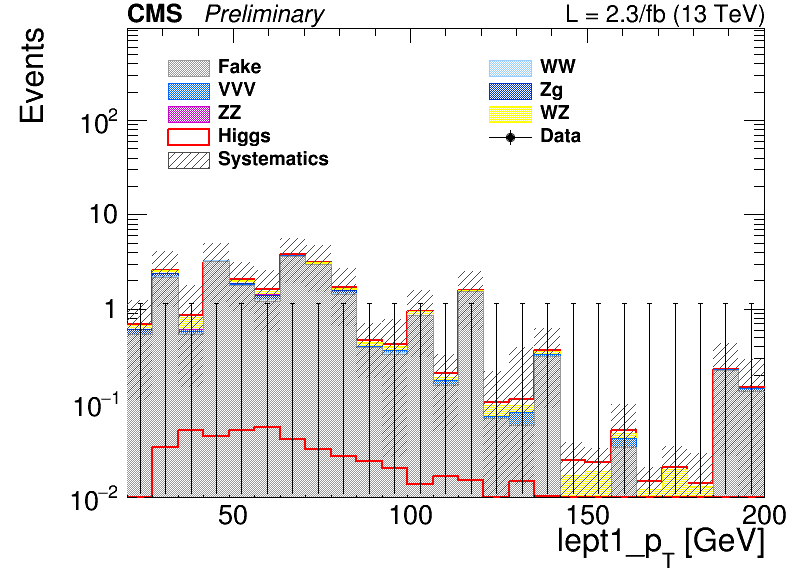 CMS Preliminary L = 2.3/fb (13 TeV)
Events
Fake
VVV
ZZ
Higgs
Systematics
WW
Zg
WZ
Data
10²
10
1
10⁻¹
10⁻²
50 100 150 200
lept1_p_T [GeV]